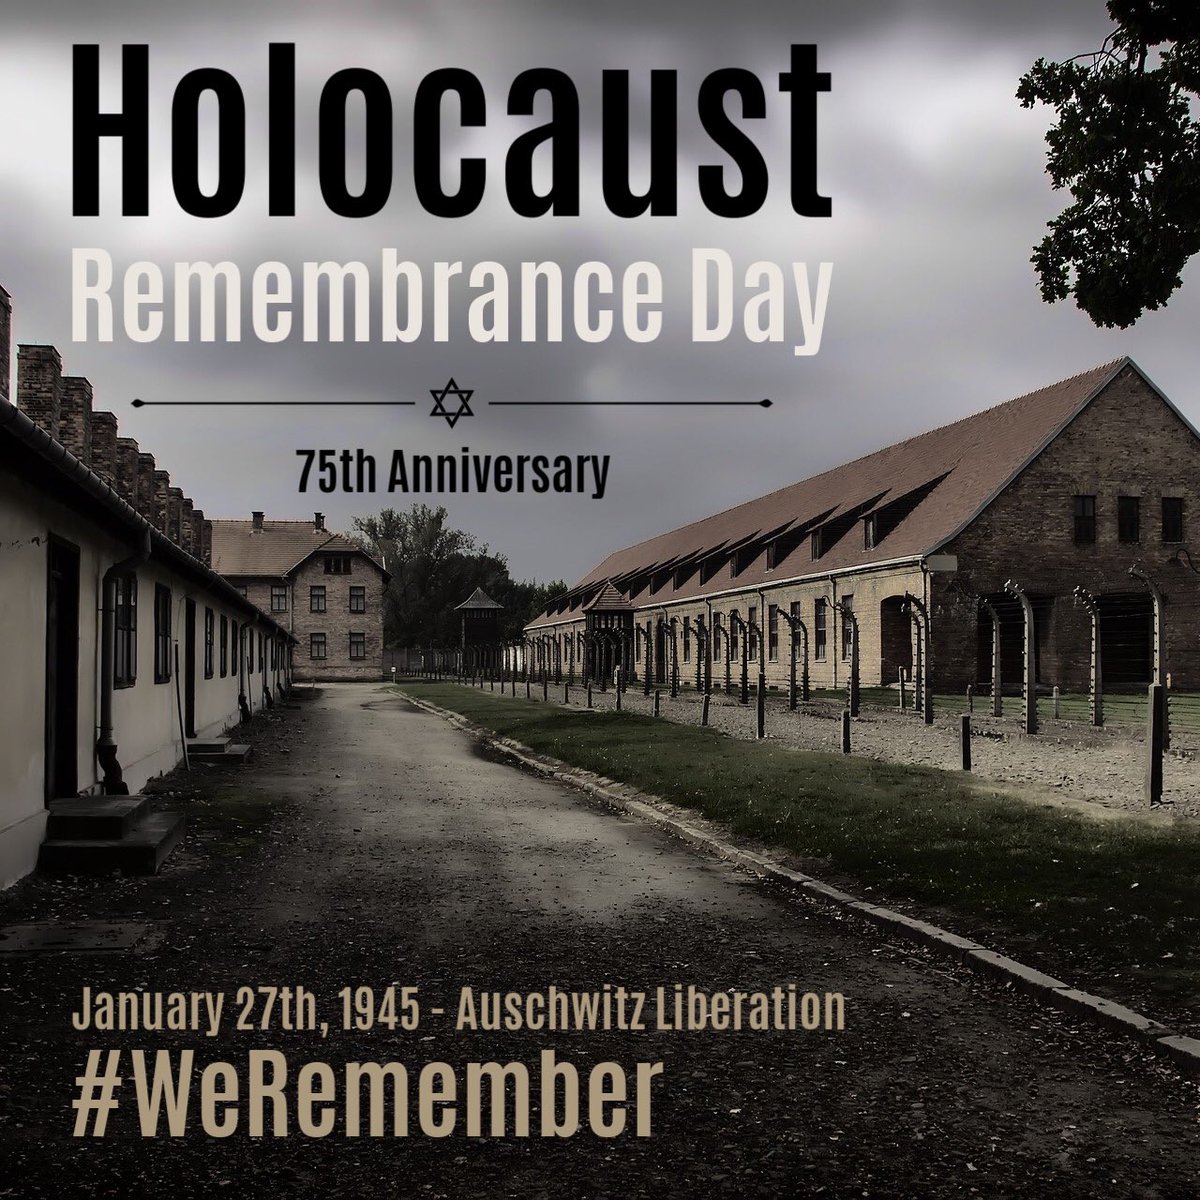 Holocaust
Remembrance Day
75th Anniversary
January 27th, 1945 - Auschwitz Liberation
#WeRemember